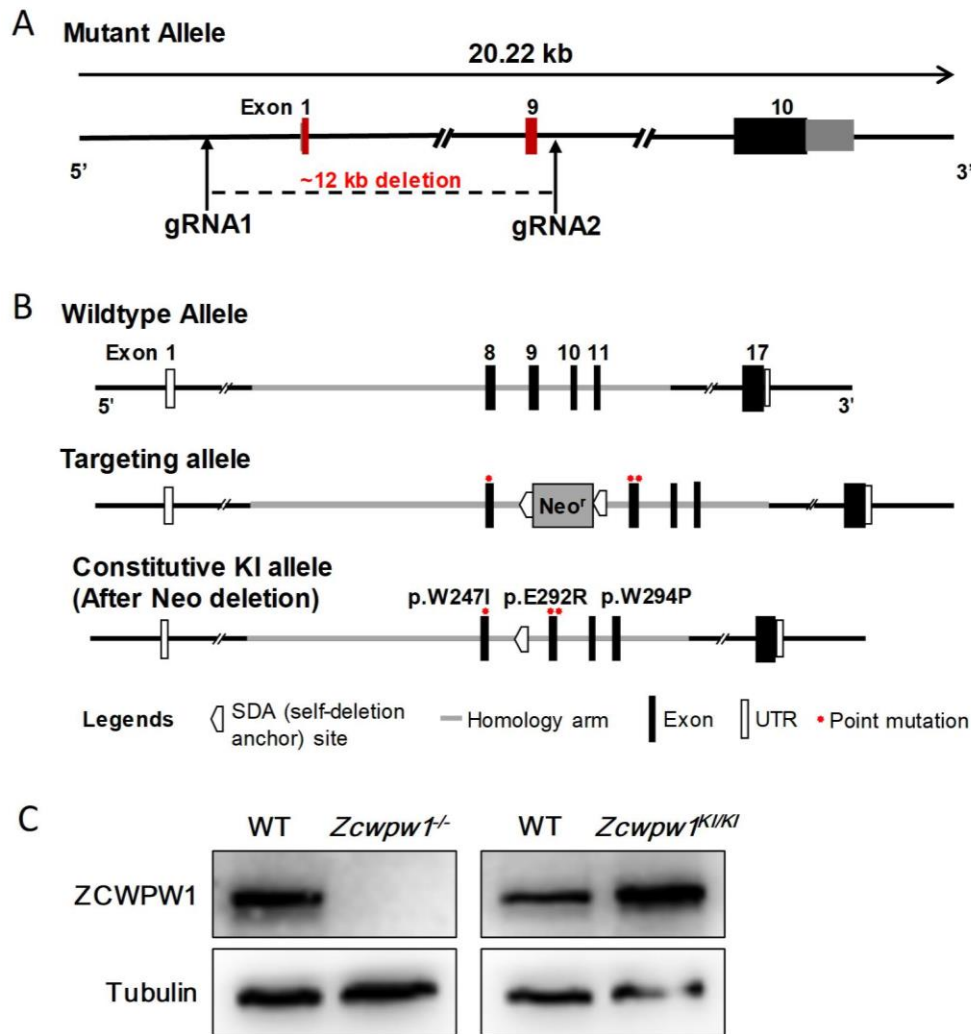 A
Mutant Allele
20.22 kb
Exon 1 9 10
5’ 3’
~12 kb deletion
gRNA1 gRNA2
B
Wildtype Allele
Exon 1 8 9 10 11 17
5' 3'
Targeting allele
Neoʳ
Constitutive KI allele
(After Neo deletion)
p.W247I p.E292R p.W294P
Legends SDA (self-deletion anchor) site Homology arm Exon UTR Point mutation
C
WT Zcwpw1-/- WT Zcwpw1KI/KI
ZCWPW1
Tubulin